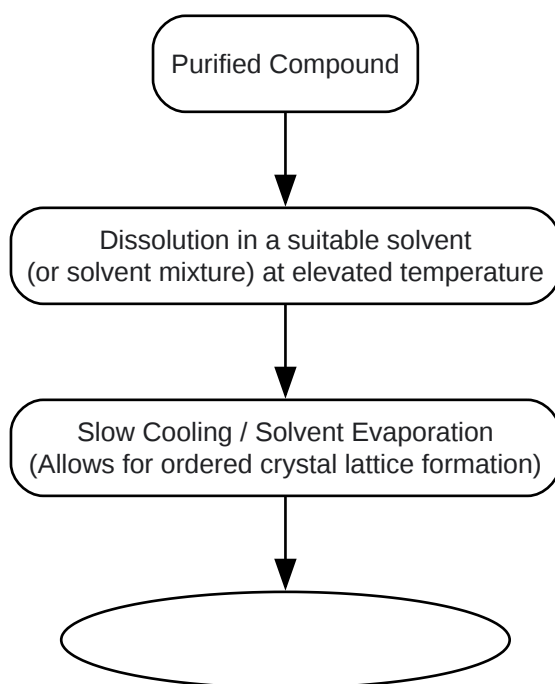 Purified Compound
Dissolution in a suitable solvent
(or solvent mixture) at elevated temperature
Slow Cooling / Solvent Evaporation
(Allows for ordered crystal lattice formation)